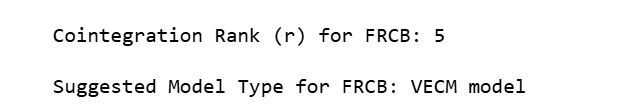 Cointegration Rank (r) for FRCB: 5
Suggested Model Type for FRCB: VECM model